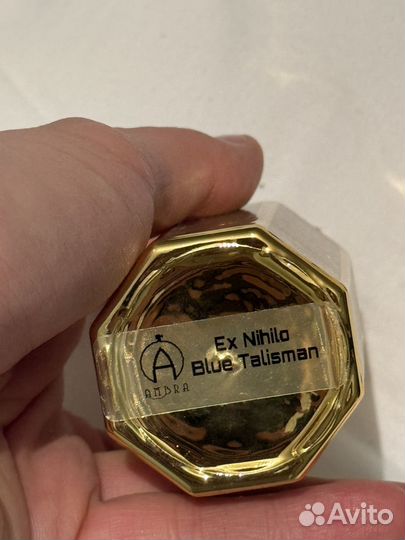 Ex Nihilo
Blue Talisman
AMBRA
Avito